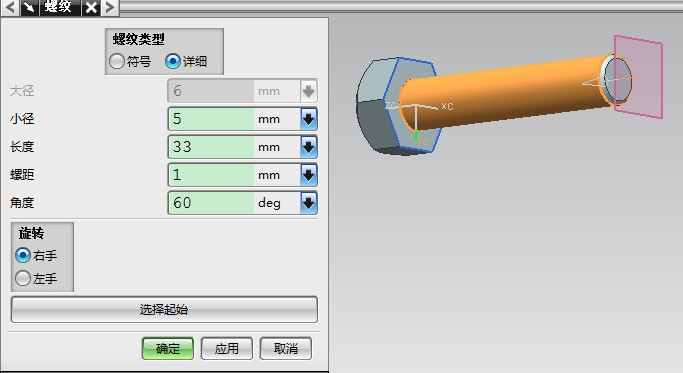 螺纹
螺纹类型
符号 详细
大径 6 mm
小径 5 mm
长度 33 mm
螺距 1 mm
角度 60 deg
旋转
右手
左手
选择起始
确定 应用 取消
ZC XC